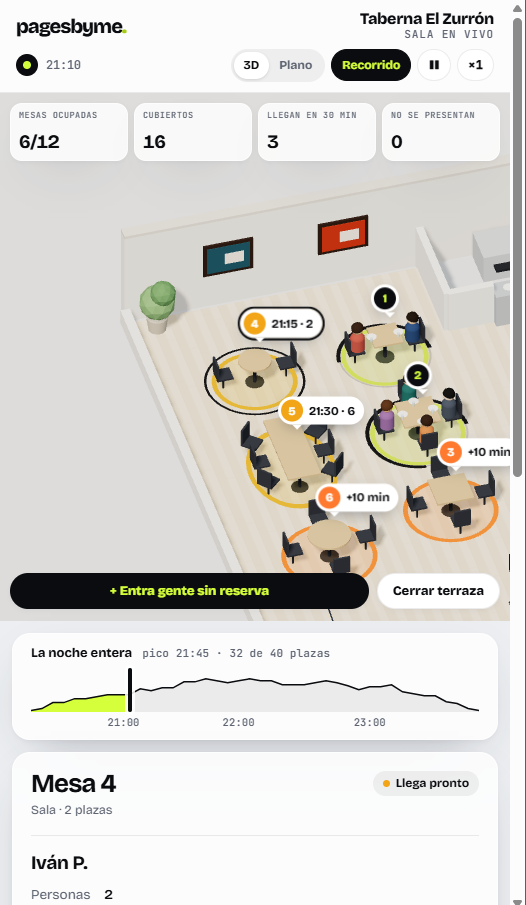 pagesbyme.
Taberna El Zurrón
SALA EN VIVO
21:10
3D
Plano
Recorrido
×1
MESAS OCUPADAS
6/12
CUBIERTOS
16
LLEGAN EN 30 MIN
3
NO SE PRESENTAN
0
1
4 21:15 · 2
2
5 21:30 · 6
3 +10 min
6 +10 min
+ Entra gente sin reserva
Cerrar terraza
La noche entera pico 21:45 · 32 de 40 plazas
21:00 22:00 23:00
Mesa 4
Llega pronto
Sala · 2 plazas
Iván P.
Personas 2